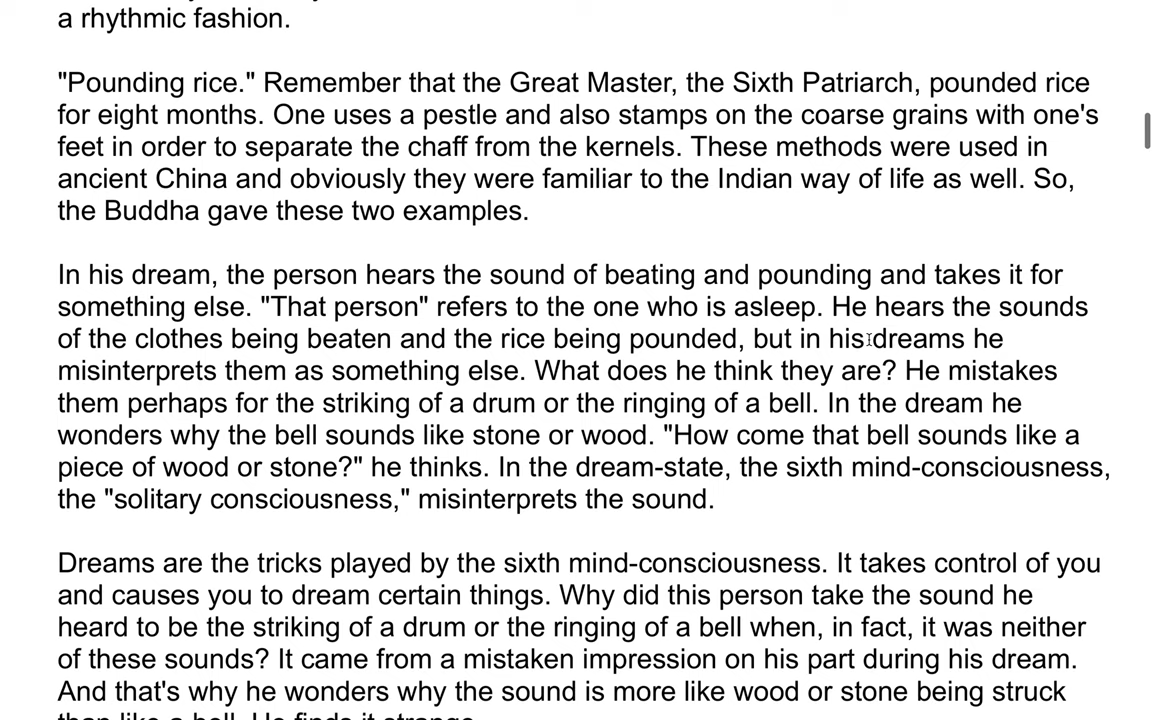 a rhythmic fashion.
"Pounding rice." Remember that the Great Master, the Sixth Patriarch, pounded rice
for eight months. One uses a pestle and also stamps on the coarse grains with one's
feet in order to separate the chaff from the kernels. These methods were used in
ancient China and obviously they were familiar to the Indian way of life as well. So,
the Buddha gave these two examples.
In his dream, the person hears the sound of beating and pounding and takes it for
something else. "That person" refers to the one who is asleep. He hears the sounds
of the clothes being beaten and the rice being pounded, but in his dreams he
misinterprets them as something else. What does he think they are? He mistakes
them perhaps for the striking of a drum or the ringing of a bell. In the dream he
wonders why the bell sounds like stone or wood. "How come that bell sounds like a
piece of wood or stone?" he thinks. In the dream-state, the sixth mind-consciousness,
the "solitary consciousness," misinterprets the sound.
Dreams are the tricks played by the sixth mind-consciousness. It takes control of you
and causes you to dream certain things. Why did this person take the sound he
heard to be the striking of a drum or the ringing of a bell when, in fact, it was neither
of these sounds? It came from a mistaken impression on his part during his dream.
And that's why he wonders why the sound is more like wood or stone being struck
than like a bell. He finds it strange.